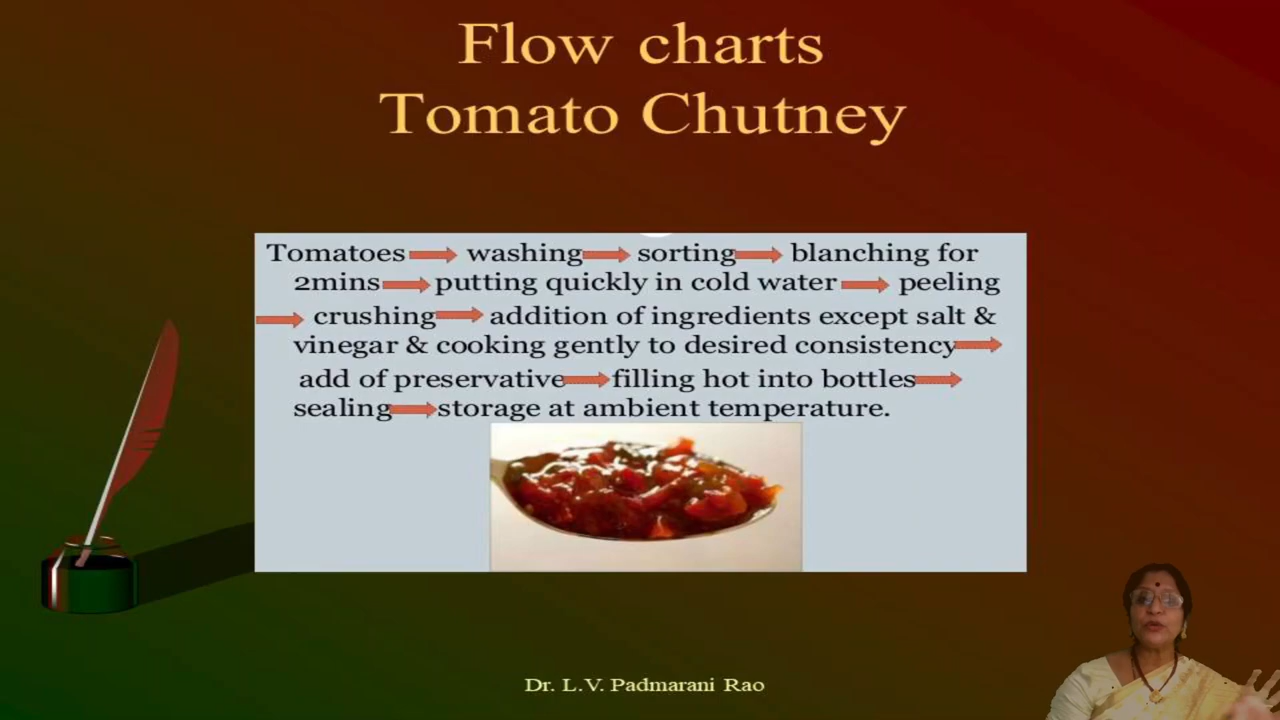 Flow charts
Tomato Chutney
Tomatoes washing sorting blanching for
2mins putting quickly in cold water peeling
crushing addition of ingredients except salt &
vinegar & cooking gently to desired consistency
add of preservative filling hot into bottles
sealing storage at ambient temperature.
Dr. L.V. Padmarani Rao